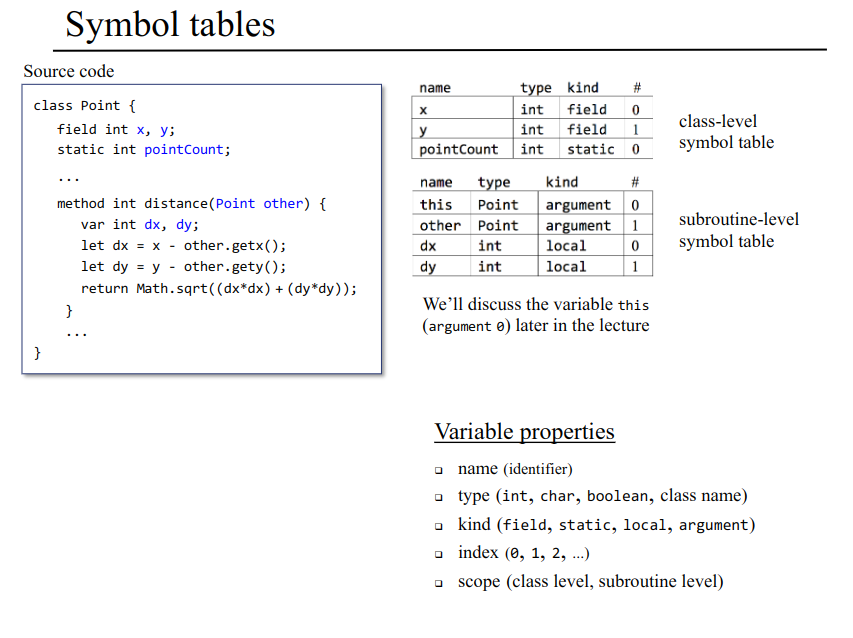 Symbol tables
Source code
class Point {
field int x, y;
static int pointCount;
...
method int distance(Point other) {
var int dx, dy;
let dx = x - other.getx();
let dy = y - other.gety();
return Math.sqrt((dx*dx) + (dy*dy));
}
...
}
name type kind #
x int field 0
y int field 1
pointCount int static 0
class-level
symbol table
name type kind #
this Point argument 0
other Point argument 1
dx int local 0
dy int local 1
subroutine-level
symbol table
We’ll discuss the variable this
(argument 0) later in the lecture
Variable properties
name (identifier)
type (int, char, boolean, class name)
kind (field, static, local, argument)
index (0, 1, 2, ...)
scope (class level, subroutine level)